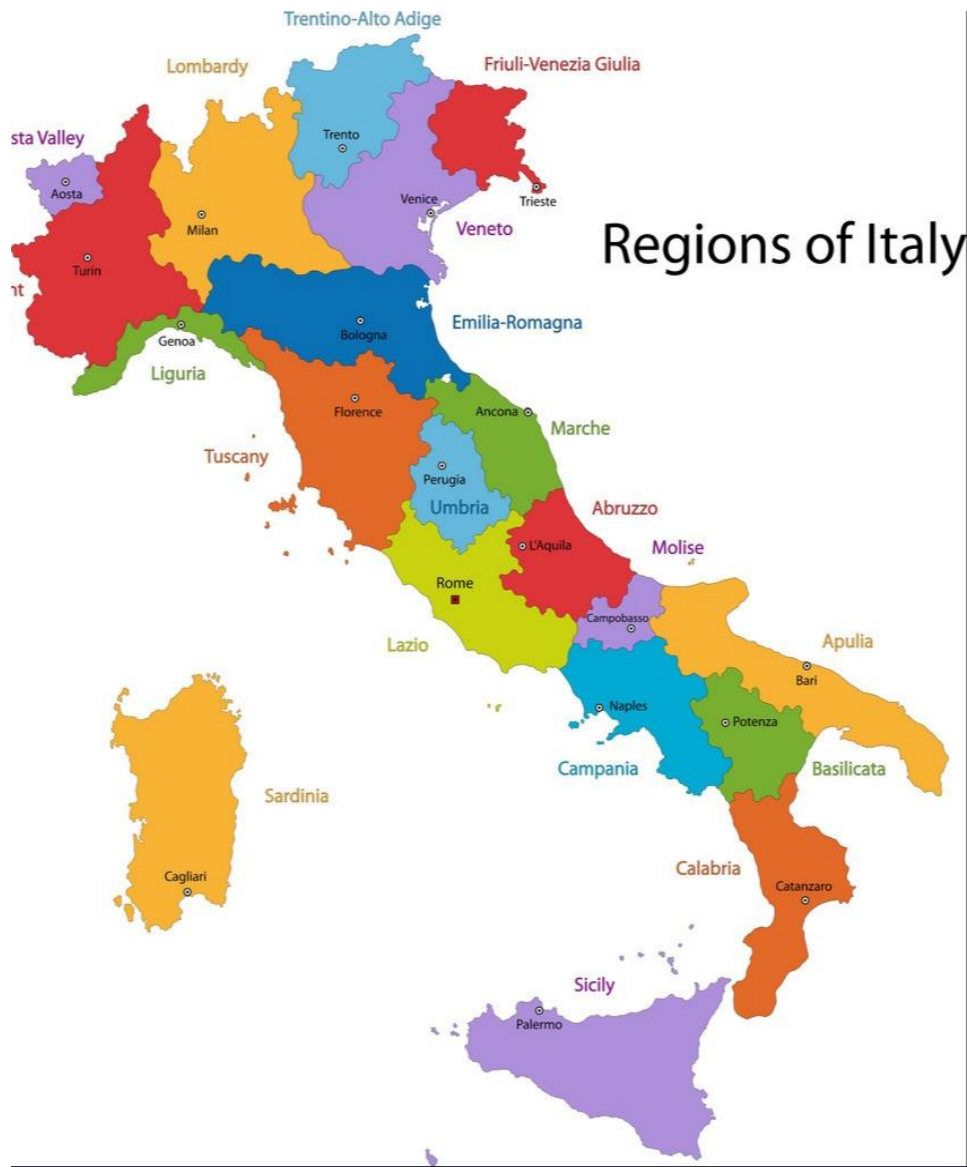 Trentino-Alto Adige
Lombardy
Friuli-Venezia Giulia
sta Valley
Trento
Aosta
Venice
Trieste
Milan
Veneto
Regions of Italy
Turin
nt
Emilia-Romagna
Bologna
Genoa
Liguria
Florence
Ancona
Marche
Tuscany
Perugia
Umbria
Abruzzo
L'Aquila
Molise
Rome
Campobasso
Lazio
Apulia
Bari
Naples
Potenza
Campania
Basilicata
Sardinia
Calabria
Cagliari
Catanzaro
Sicily
Palermo